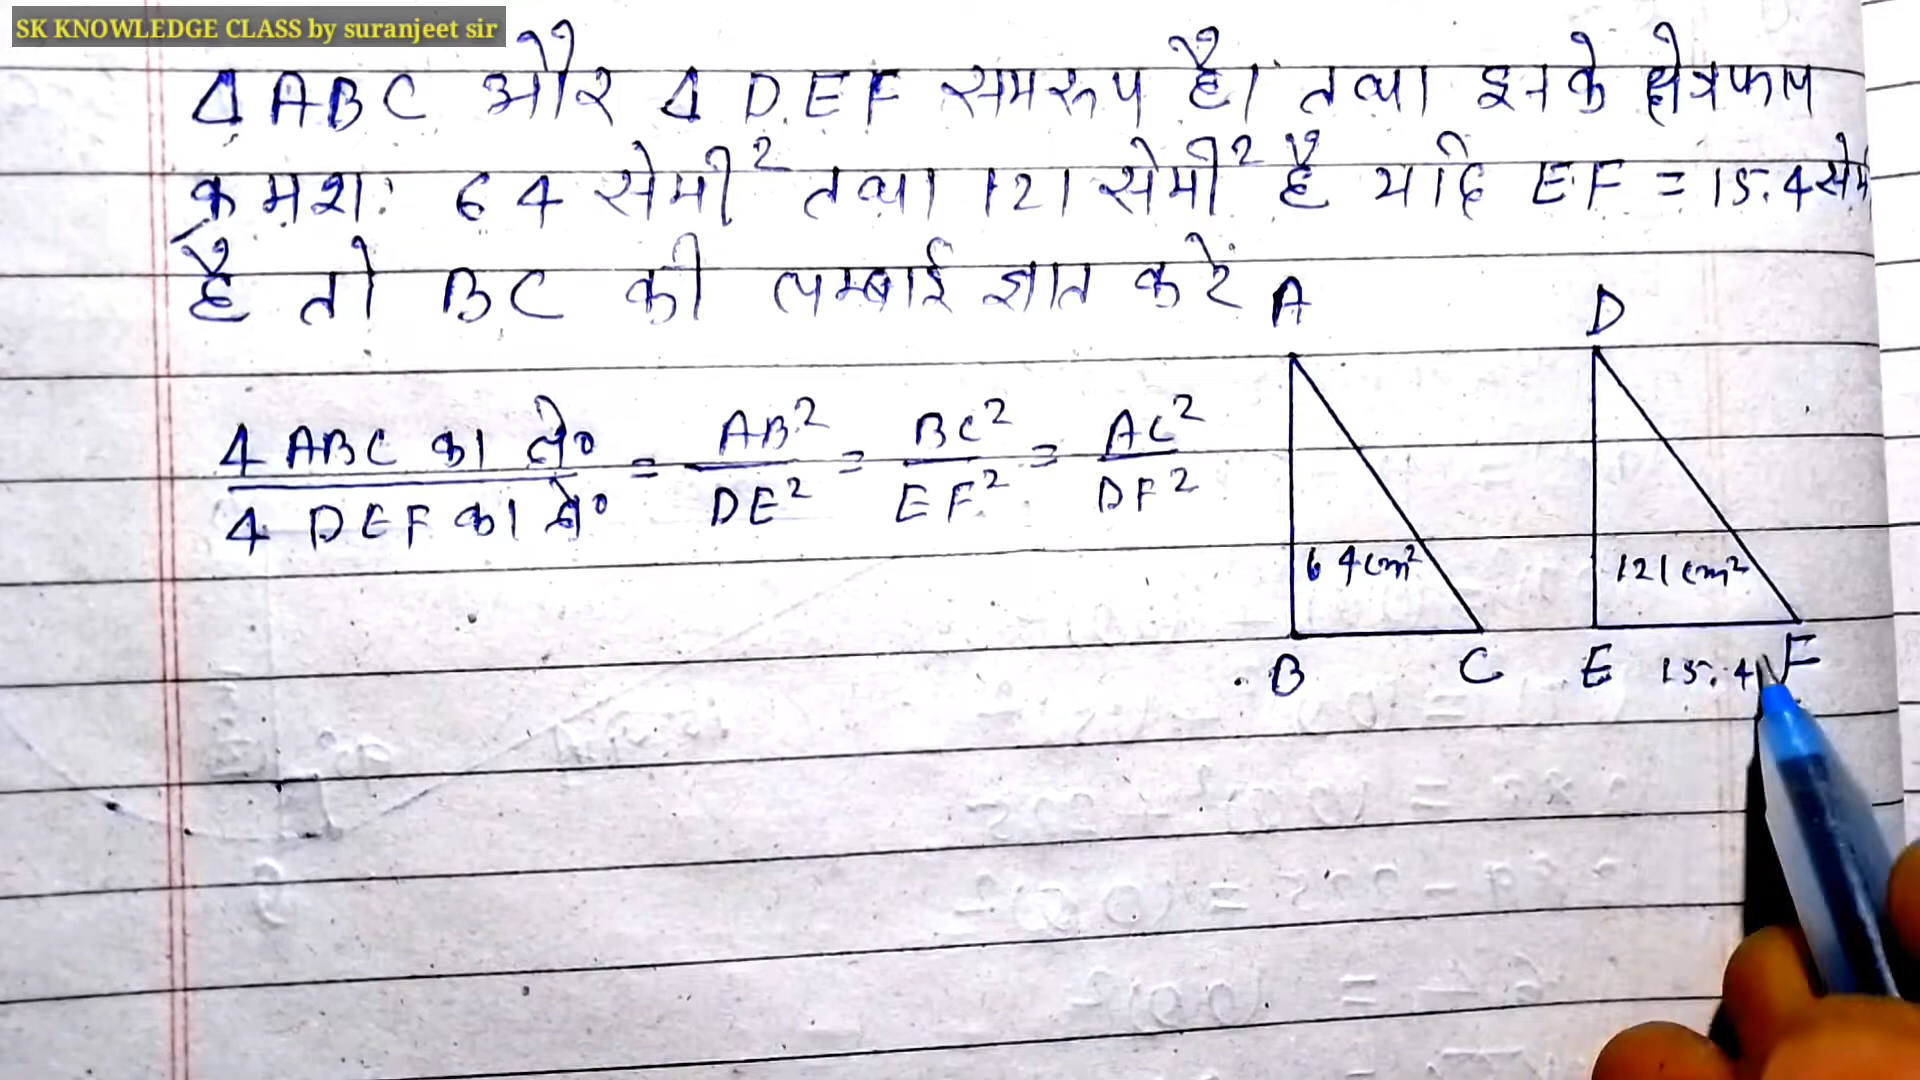 SK KNOWLEDGE CLASS by suranjeet sir
Δ ABC और Δ DEF समरूप है। तथा इनके क्षेत्रफल
क्रमश: 64 सेमी² तथा 121 सेमी² है यदि EF = 15.4 सेमी
है तो BC की लम्बाई ज्ञात करें
A D
Δ ABC का क्षे० / Δ DEF का क्षे० = AB² / DE² = BC² / EF² = AC² / DF²
64 cm² 121 cm²
B C E 15.4 F